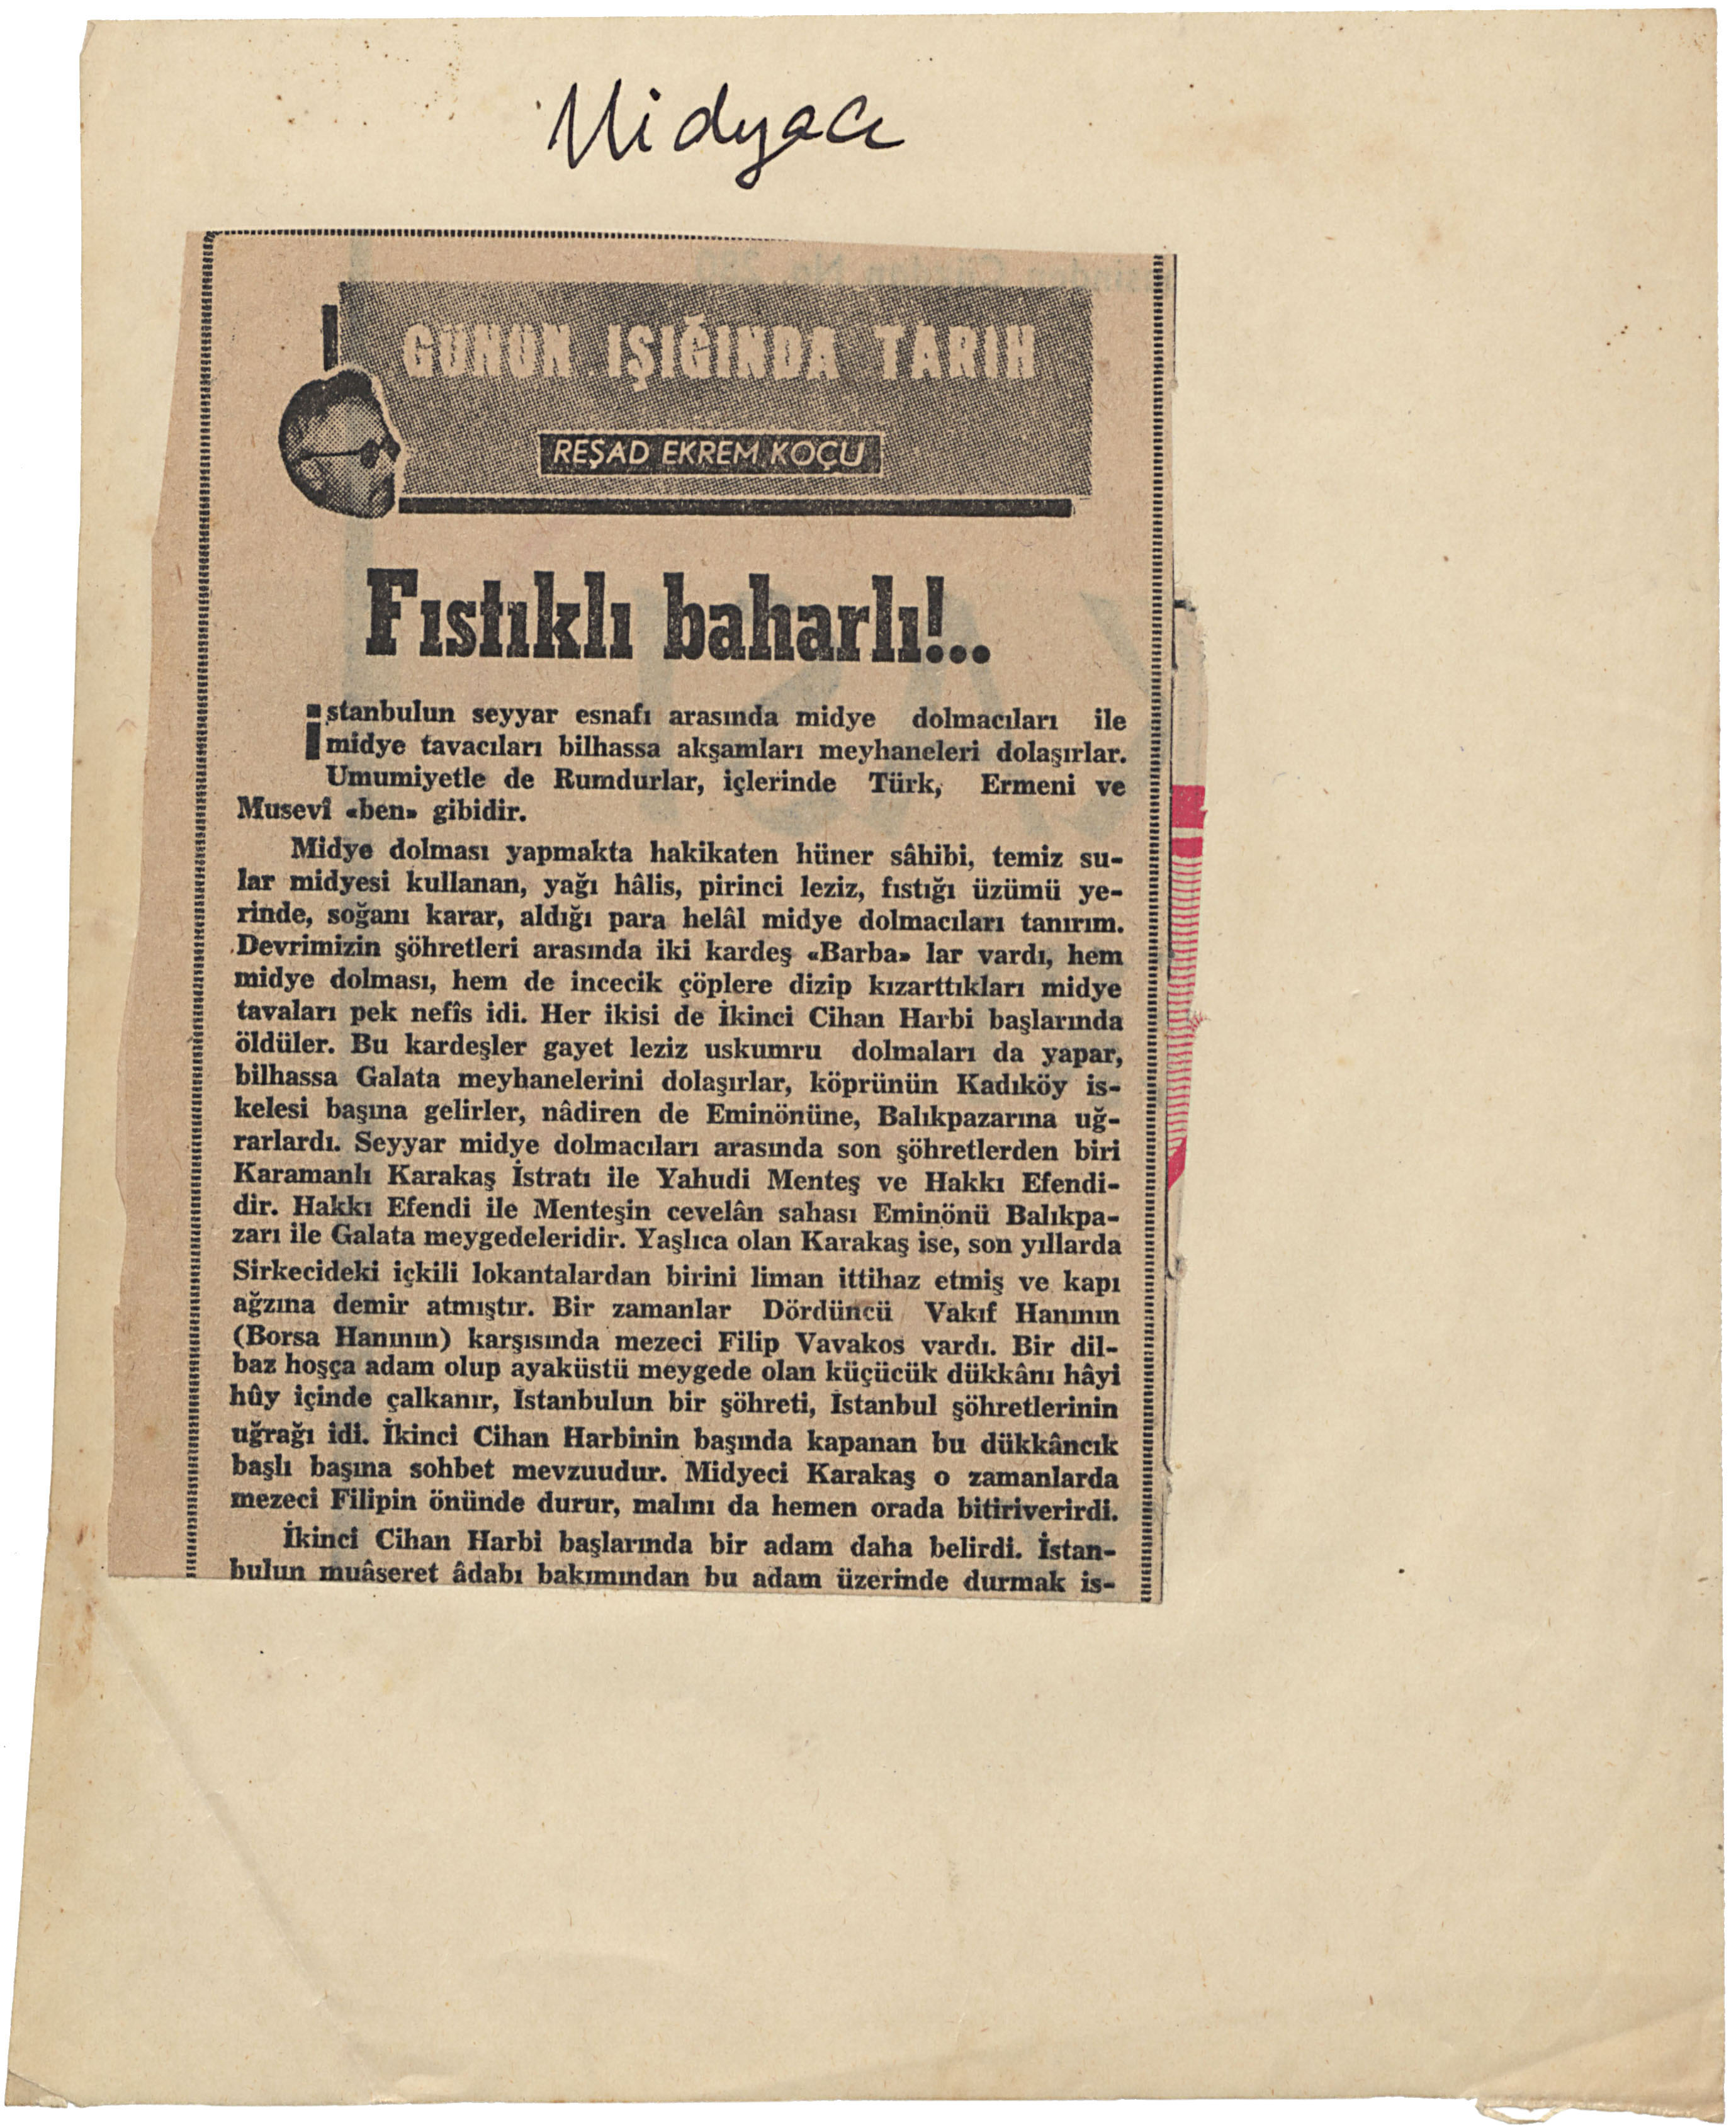 Midyacı
GÜNÜN IŞIĞINDA TARİH
REŞAD EKREM KOÇU
Fıstıklı baharlı!..
istanbulun seyyar esnafı arasında midye dolmacıları ile
midye tavacıları bilhassa akşamları meyhaneleri dolaşırlar.
Umumiyetle de Rumdurlar, içlerinde Türk, Ermeni ve
Musevî «ben» gibidir.
Midye dolması yapmakta hakikaten hüner sâhibi, temiz su-
lar midyesi kullanan, yağı hâlis, pirinci leziz, fıstığı üzümü ye-
rinde, soğanı karar, aldığı para helâl midye dolmacıları tanırım.
Devrimizin şöhretleri arasında iki kardeş «Barba» lar vardı, hem
midye dolması, hem de incecik çöplere dizip kızarttıkları midye
tavaları pek nefîs idi. Her ikisi de İkinci Cihan Harbi başlarında
öldüler. Bu kardeşler gayet leziz uskumru dolmaları da yapar,
bilhassa Galata meyhanelerini dolaşırlar, köprünün Kadıköy is-
kelesi başına gelirler, nâdiren de Eminönüne, Balıkpazarına uğ-
rarlardı. Seyyar midye dolmacıları arasında son şöhretlerden biri
Karamanlı Karakaş İstratı ile Yahudi Menteş ve Hakkı Efendi-
dir. Hakkı Efendi ile Menteşin cevelân sahası Eminönü Balıkpa-
zarı ile Galata meygedeleridir. Yaşlıca olan Karakaş ise, son yıllarda
Sirkecideki içkili lokantalardan birini liman ittihaz etmiş ve kapı
ağzına demir atmıştır. Bir zamanlar Dördüncü Vakıf Hanının
(Borsa Hanının) karşısında mezeci Filip Vavakos vardı. Bir dil-
baz hoşça adam olup ayaküstü meygede olan küçücük dükkânı hâyi
hûy içinde çalkanır, İstanbulun bir şöhreti, İstanbul şöhretlerinin
uğrağı idi. İkinci Cihan Harbinin başında kapanan bu dükkâncık
başlı başına sohbet mevzuudur. Midyeci Karakaş o zamanlarda
mezeci Filipin önünde durur, malını da hemen orada bitiriverirdi.
İkinci Cihan Harbi başlarında bir adam daha belirdi. İstan-
bulun muâseret âdabı bakımından bu adam üzerinde durmak is-